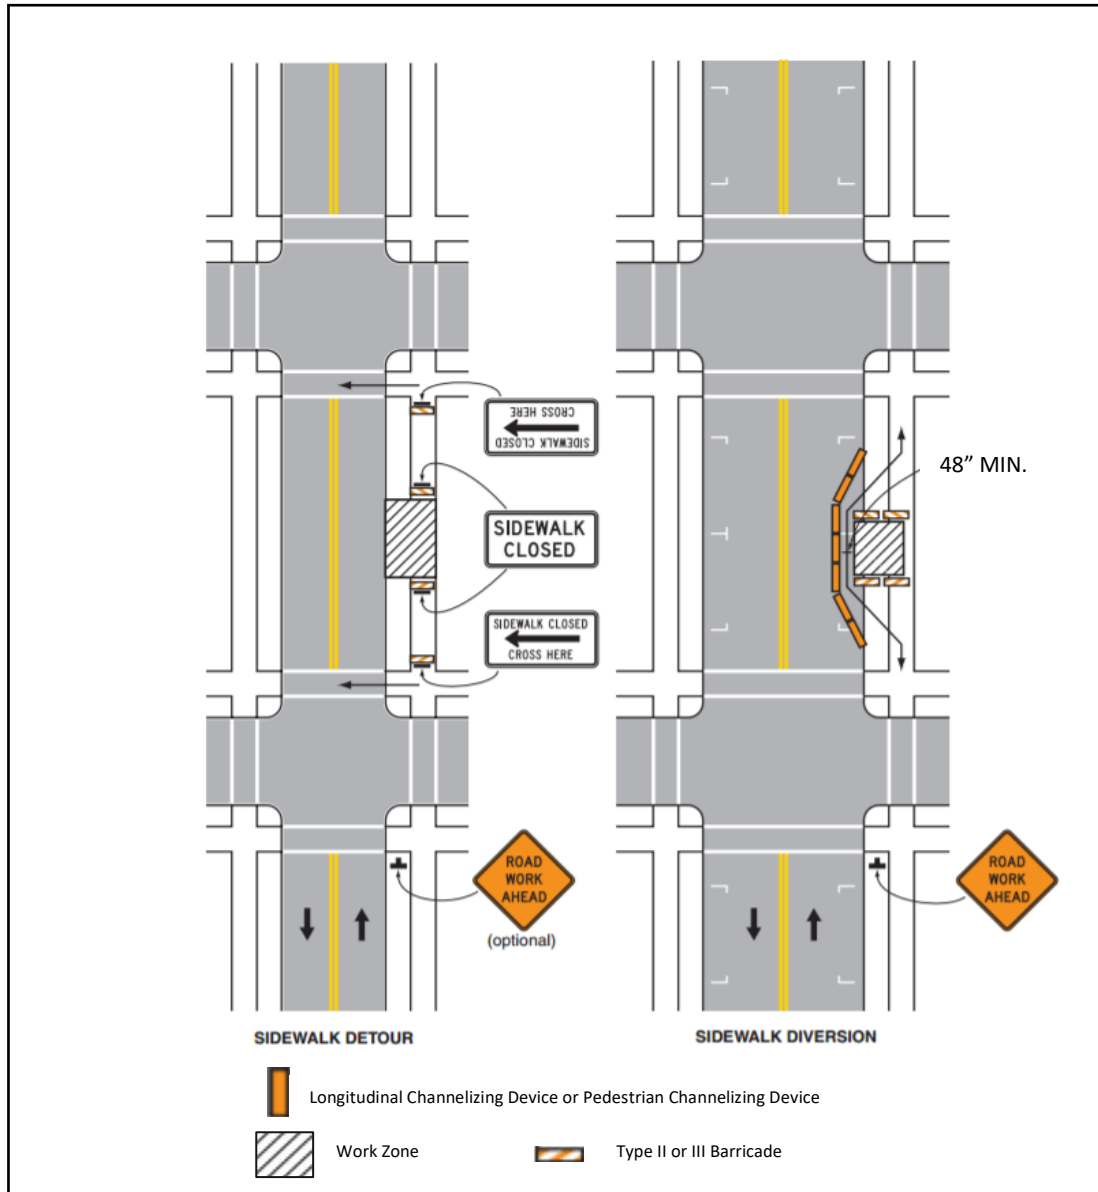 CROSS HERE
SIDEWALK CLOSED
48” MIN.
SIDEWALK
CLOSED
SIDEWALK CLOSED
CROSS HERE
ROAD
WORK
AHEAD
(optional)
ROAD
WORK
AHEAD
SIDEWALK DETOUR
SIDEWALK DIVERSION
Longitudinal Channelizing Device or Pedestrian Channelizing Device
Work Zone
Type II or III Barricade